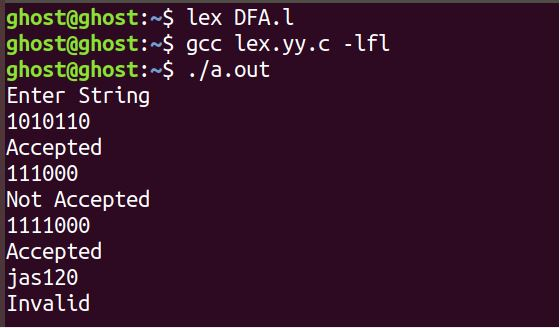 ghost@ghost:~$ lex DFA.l
ghost@ghost:~$ gcc lex.yy.c -lfl
ghost@ghost:~$ ./a.out
Enter String
1010110
Accepted
111000
Not Accepted
1111000
Accepted
jas120
Invalid